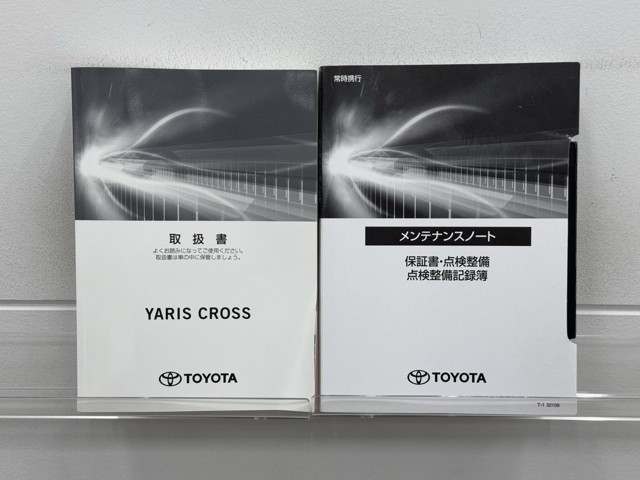 取扱書
よくお読みになってご使用ください。
取扱書は車の中に保管しましょう。
YARIS CROSS
TOYOTA
常時携行
メンテナンスノート
保証書・点検整備
点検整備記録簿
TOYOTA